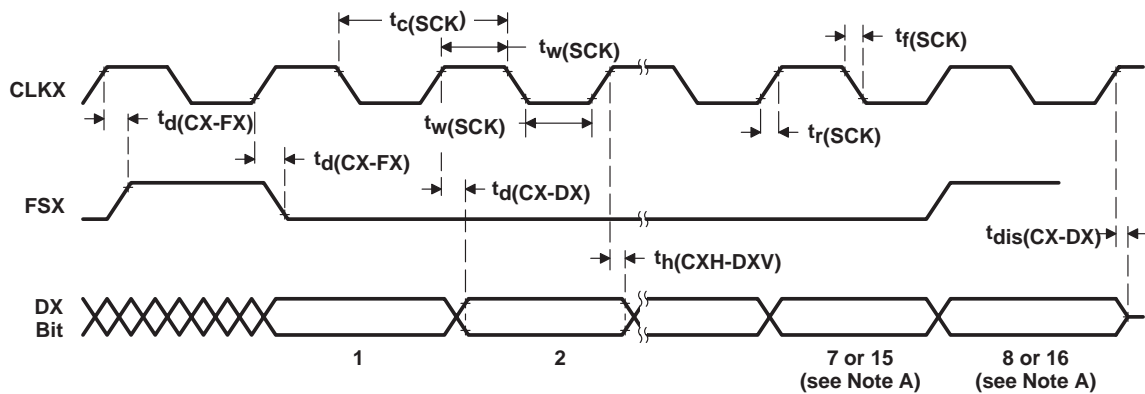 tc(SCK)
tw(SCK)
tf(SCK)
CLKX
td(CX-FX)
tw(SCK)
tr(SCK)
td(CX-FX)
td(CX-DX)
FSX
tdis(CX-DX)
th(CXH-DXV)
DX
Bit
1
2
7 or 15
(see Note A)
8 or 16
(see Note A)